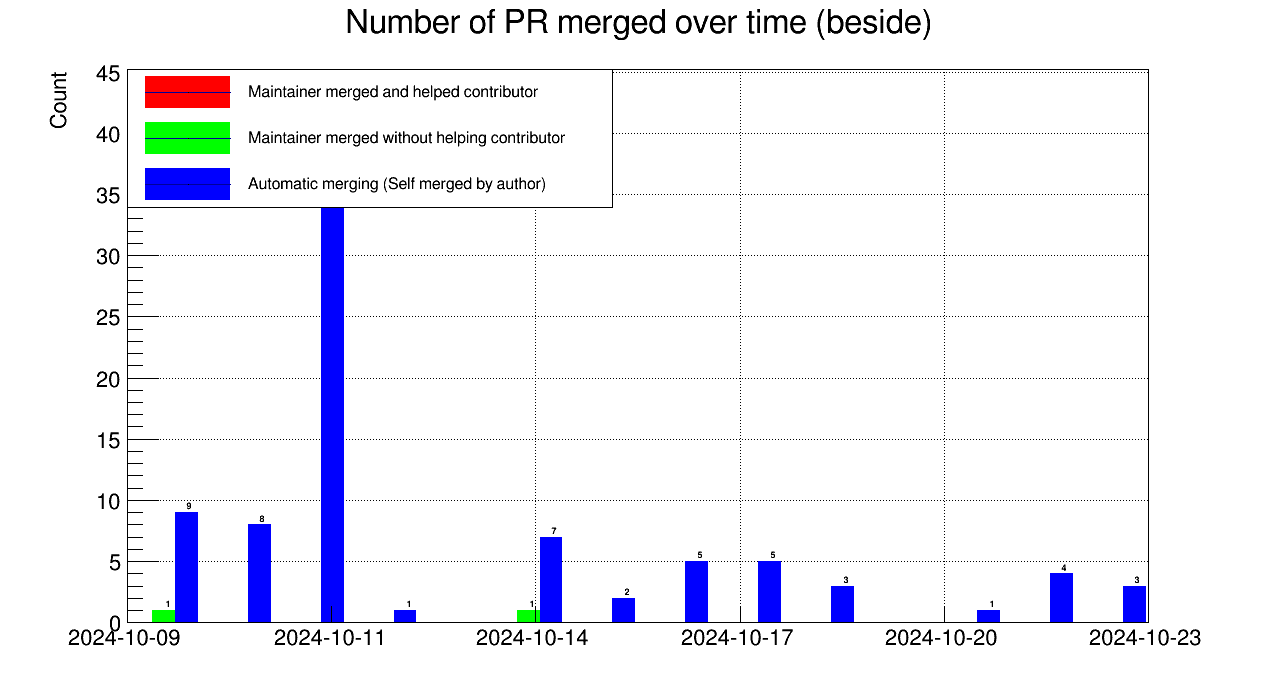 Number of PR merged over time (beside)
Count
45
40
35
30
25
20
15
10
5
0
Maintainer merged and helped contributor
Maintainer merged without helping contributor
Automatic merging (Self merged by author)
1 9 8 1 1 7 2 5 5 3 1 4 3
2024-10-09 2024-10-11 2024-10-14 2024-10-17 2024-10-20 2024-10-23